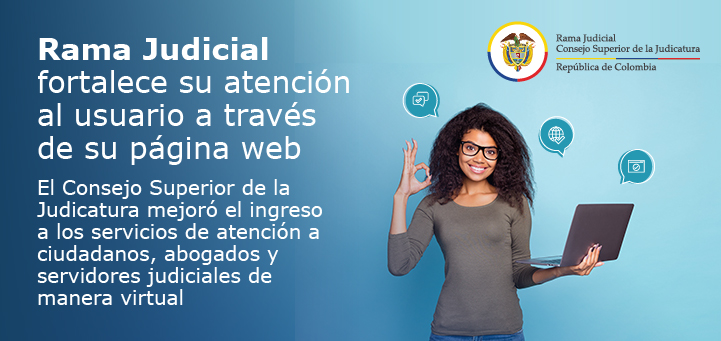 Rama Judicial
fortalece su atención
al usuario a través
de su página web
El Consejo Superior de la
Judicatura mejoró el ingreso
a los servicios de atención a
ciudadanos, abogados y
servidores judiciales de
manera virtual
Rama Judicial
Consejo Superior de la Judicatura
República de Colombia